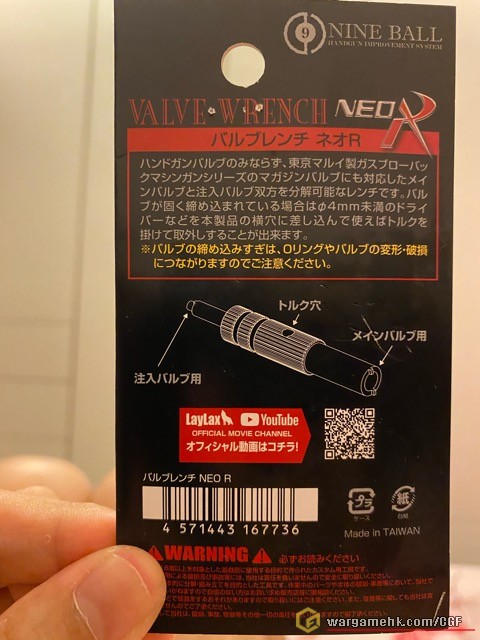 9 NINE BALL
HANDGUN IMPROVEMENT SYSTEM
VALVE WRENCH NEO R
バルブレンチ ネオR
ハンドガンバルブのみならず、東京マルイ製ガスブローバッ
クマシンガンシリーズのマガジンバルブにも対応したメイ
ンバルブと注入バルブ双方を分解可能なレンチです。バル
ブが固く締め込まれている場合はφ4mm未満のドライ
バーなどを本製品の横穴に差し込んで使えばトルクを
掛けて取外しすることが出来ます。
※バルブの締め込みすぎは、Oリングやバルブの変形・破損
につながりますのでご注意ください。
トルク穴
メインバルブ用
注入バルブ用
LayLax YouTube
OFFICIAL MOVIE CHANNEL
オフィシャル動画はコチラ!
バルブレンチ NEO R
4 571443 167736
プラ
ケース
紙
台紙
Made in TAIWAN
WARNING 必ずお読みください
wargamehk.com/CGF